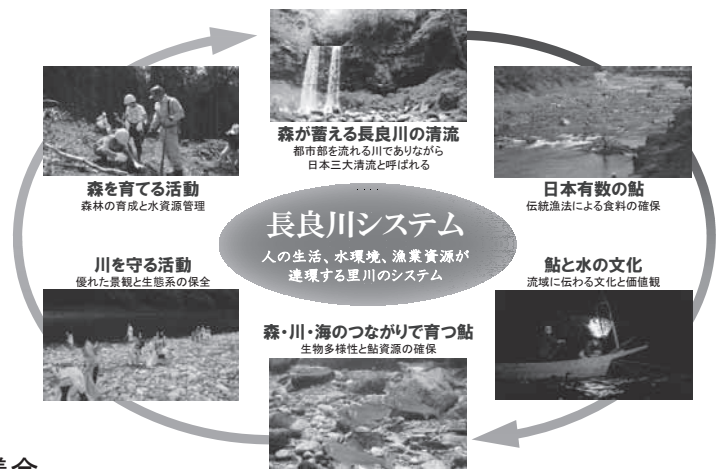 森が蓄える長良川の清流
都市部を流れる川でありながら
日本三大清流と呼ばれる
日本有数の鮎
伝統漁法による食料の確保
鮎と水の文化
流域に伝わる文化と価値観
森・川・海のつながりで育つ鮎
生物多様性と鮎資源の確保
川を守る活動
優れた景観と生態系の保全
森を育てる活動
森林の育成と水資源管理
長良川システム
人の生活、水環境、漁業資源が
連環する里川のシステム